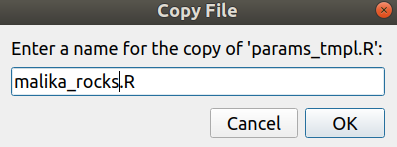 Copy File
Enter a name for the copy of 'params_tmpl.R':
malika_rocks.R
Cancel OK